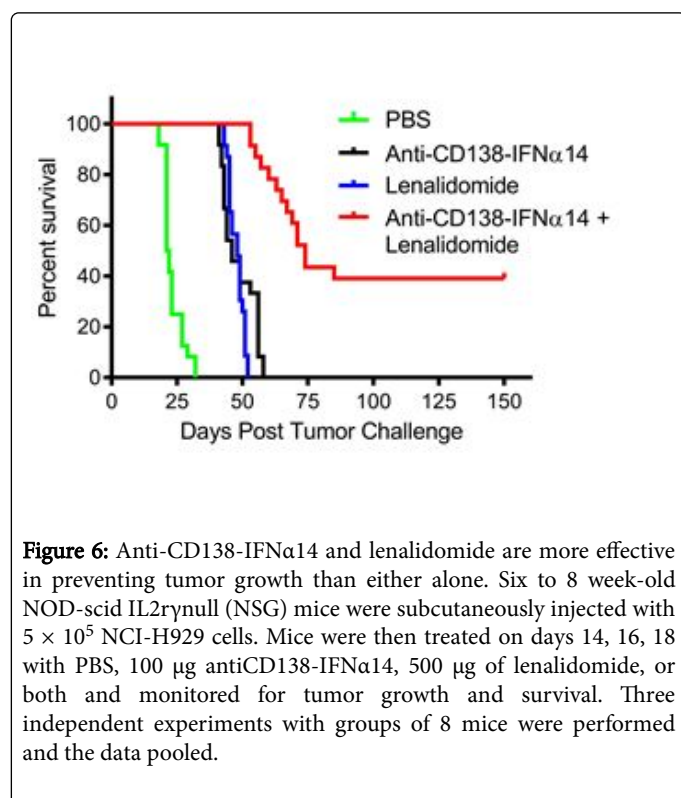 PBS
Anti-CD138-IFNα14
Lenalidomide
Anti-CD138-IFNα14 +
Lenalidomide
Percent survival
100
80
60
40
20
0
0 25 50 75 100 125 150
Days Post Tumor Challenge
Figure 6: Anti-CD138-IFNα14 and lenalidomide are more effective
in preventing tumor growth than either alone. Six to 8 week-old
NOD-scid IL2rγnull (NSG) mice were subcutaneously injected with
5 × 10⁵ NCI-H929 cells. Mice were then treated on days 14, 16, 18
with PBS, 100 μg antiCD138-IFNα14, 500 μg of lenalidomide, or
both and monitored for tumor growth and survival. Three
independent experiments with groups of 8 mice were performed
and the data pooled.